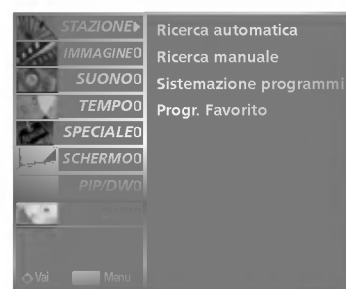 STAZIONE
IMMAGINE
SUONO
TEMPO
SPECIALE
SCHERMO
PIP/DW
Ricerca automatica
Ricerca manuale
Sistemazione programmi
Progr. Favorito
Vai
Menu